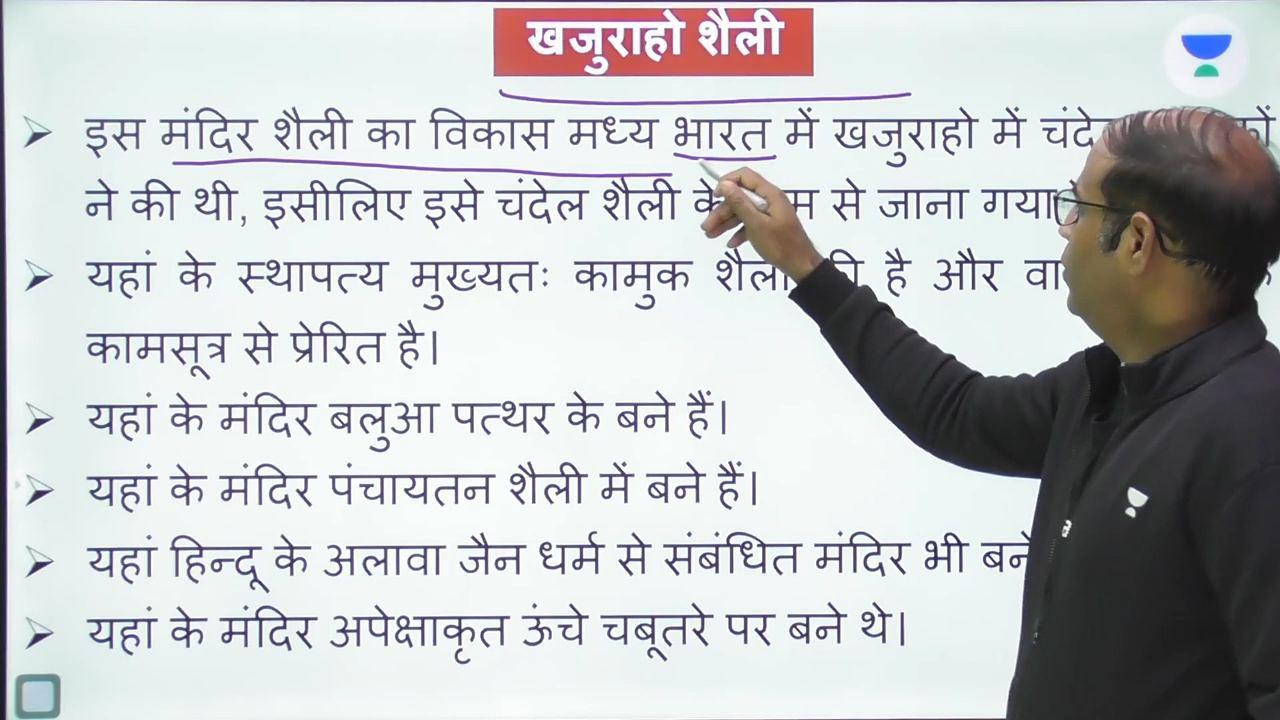 खजुराहो शैली
इस मंदिर शैली का विकास मध्य भारत में खजुराहो में चंदेल
ने की थी, इसीलिए इसे चंदेल शैली के से जाना गया
यहां के स्थापत्य मुख्यतः कामुक शैली की है और
कामसूत्र से प्रेरित है।
यहां के मंदिर बलुआ पत्थर के बने हैं।
यहां के मंदिर पंचायतन शैली में बने हैं।
यहां हिन्दू के अलावा जैन धर्म से संबंधित मंदिर भी बने
यहां के मंदिर अपेक्षाकृत ऊंचे चबूतरे पर बने थे।